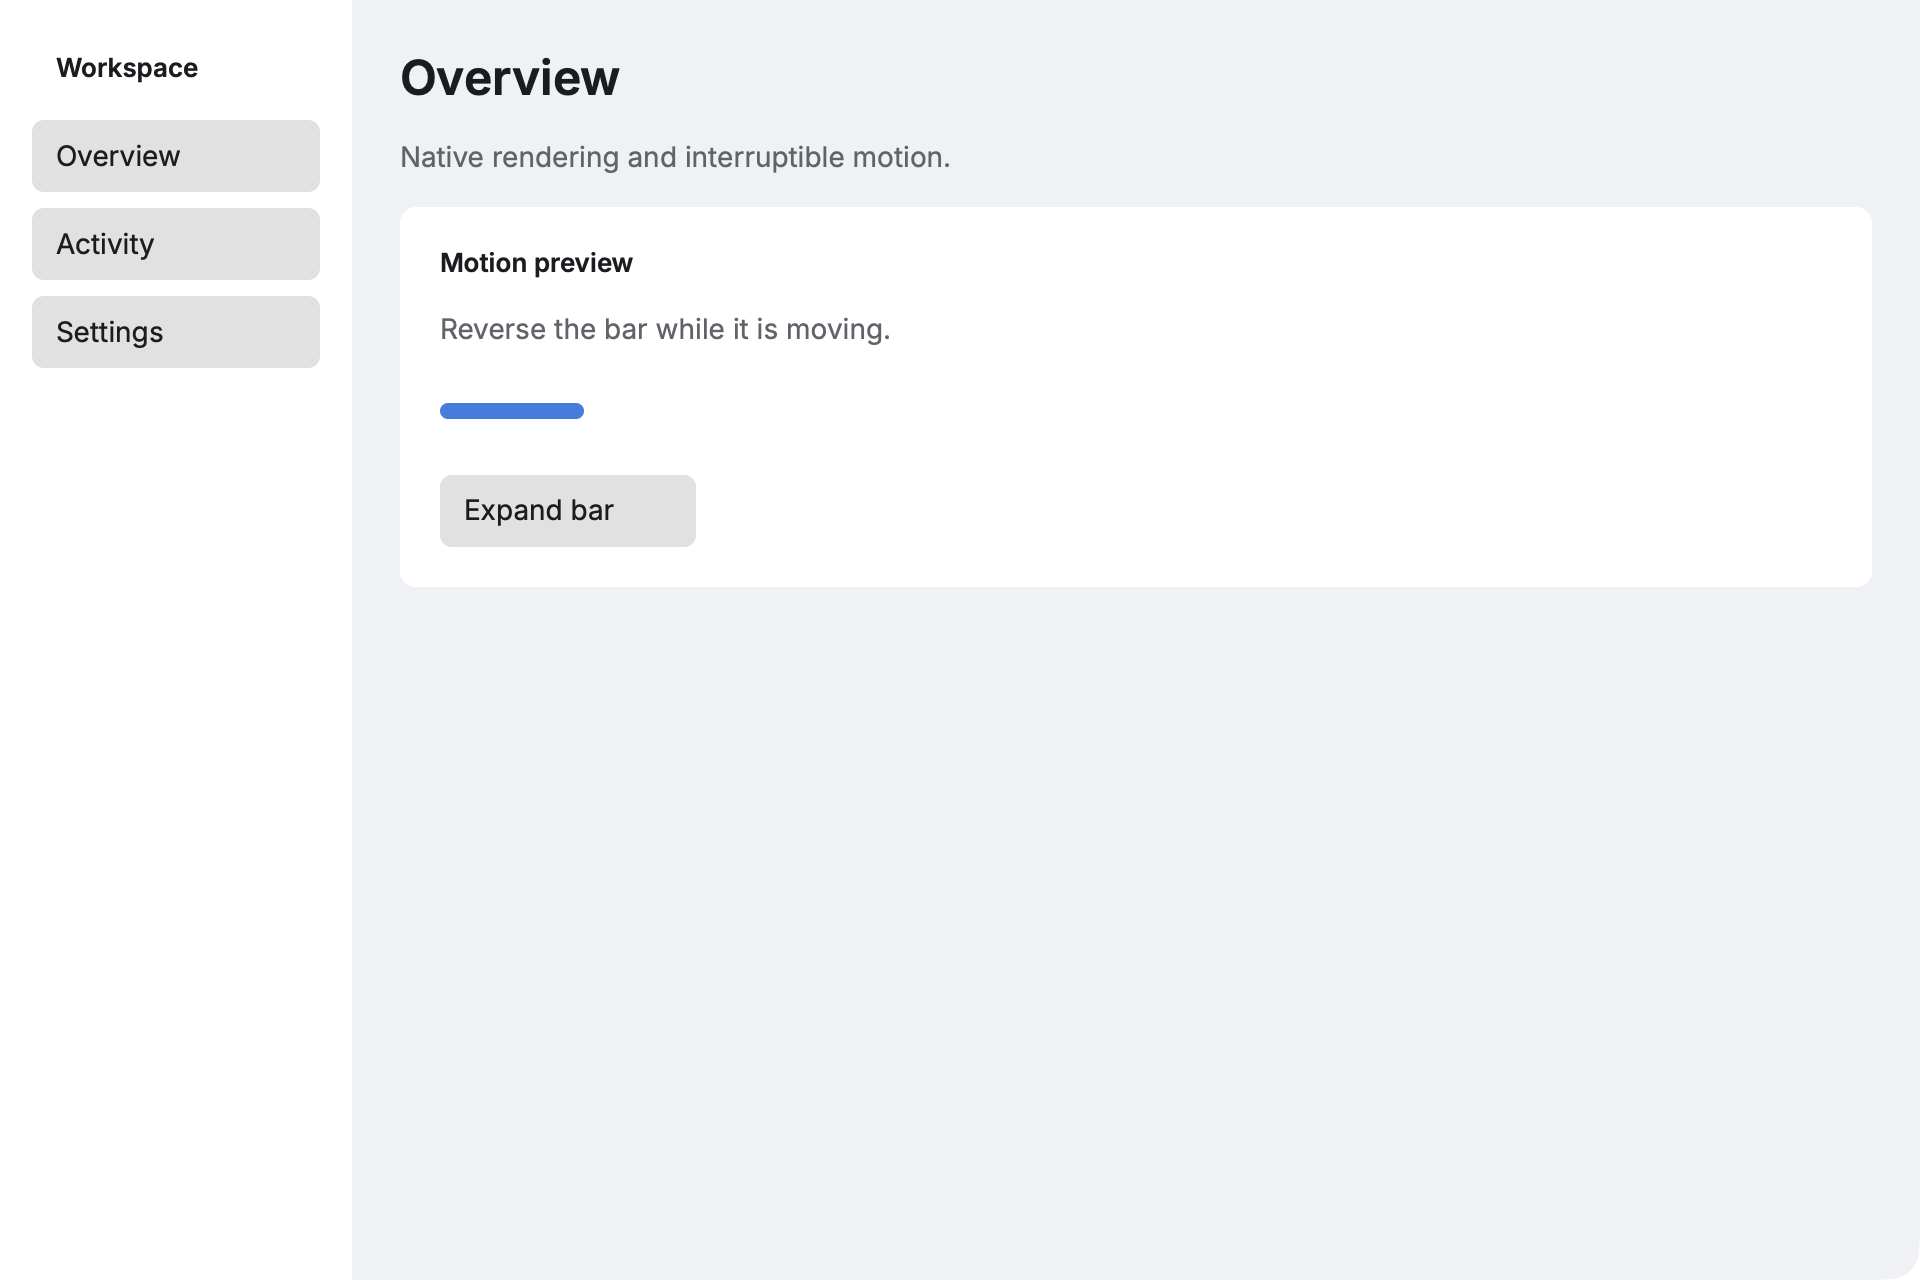 Workspace
Overview
Activity
Settings
Overview
Native rendering and interruptible motion.
Motion preview
Reverse the bar while it is moving.
Expand bar